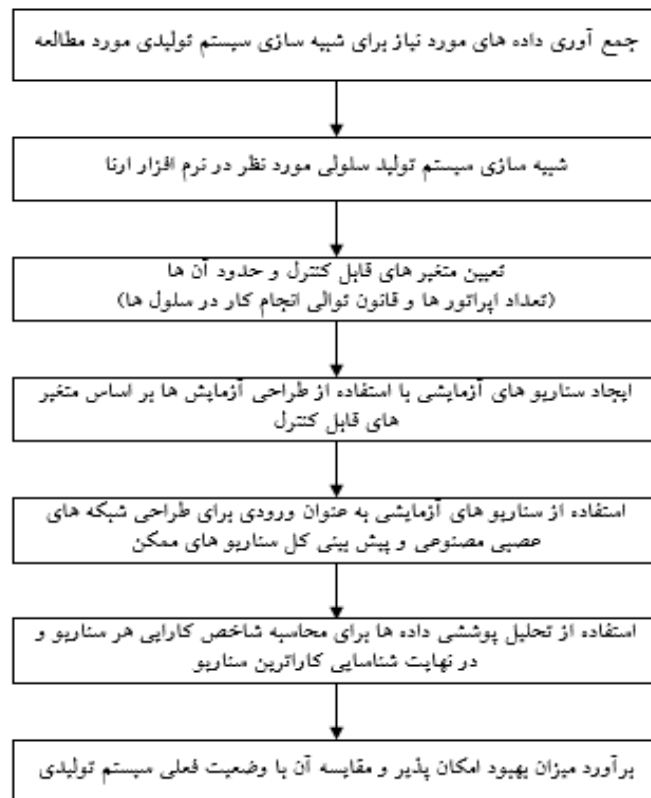 جمع آوری داده های مورد نیاز برای شبیه سازی سیستم تولیدی مورد مطالعه
شبیه سازی سیستم تولید سلولی مورد نظر در نرم افزار ارنا
تعیین متغیر های قابل کنترل و حدود آن ها
(تعداد اپراتور ها و قانون توالی انجام کار در سلول ها)
ایجاد سناریو های آزمایشی با استفاده از طراحی آزمایش ها بر اساس متغیر
های قابل کنترل
استفاده از سناریو های آزمایشی به عنوان ورودی برای طراحی شبکه های
عصبی مصنوعی و پیش بینی کل سناریو های ممکن
استفاده از تحلیل پوششی داده ها برای محاسبه شاخص کارایی هر سناریو و
در نهایت شناسایی کاراترین سناریو
برآورد میزان بهبود امکان پذیر و مقایسه آن با وضعیت فعلی سیستم تولیدی